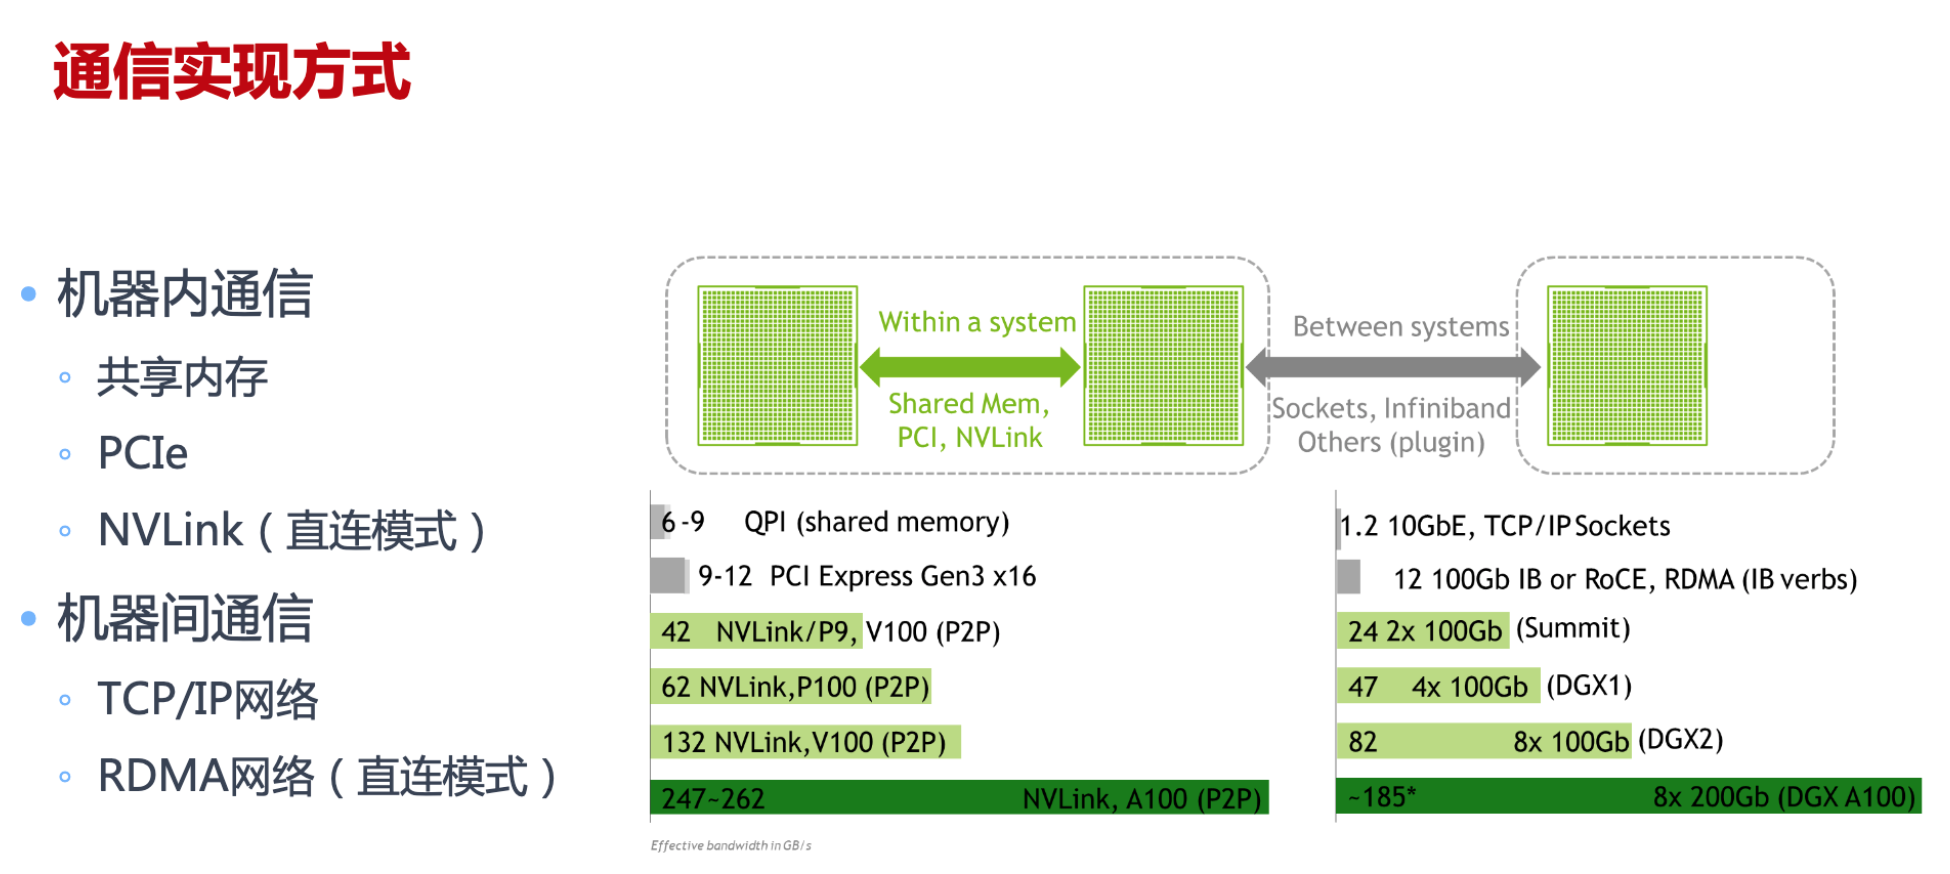 通信实现方式
机器内通信
共享内存
PCIe
NVLink（直连模式）
机器间通信
TCP/IP网络
RDMA网络（直连模式）
Within a system
Shared Mem,
PCI, NVLink
Between systems
Sockets, Infiniband
Others (plugin)
6-9 QPI (shared memory)
9-12 PCI Express Gen3 x16
42 NVLink/P9, V100 (P2P)
62 NVLink,P100 (P2P)
132 NVLink,V100 (P2P)
247~262 NVLink, A100 (P2P)
Effective bandwidth in GB/s
1.2 10GbE, TCP/IP Sockets
12 100Gb IB or RoCE, RDMA (IB verbs)
24 2x 100Gb (Summit)
47 4x 100Gb (DGX1)
82 8x 100Gb (DGX2)
~185* 8x 200Gb (DGX A100)